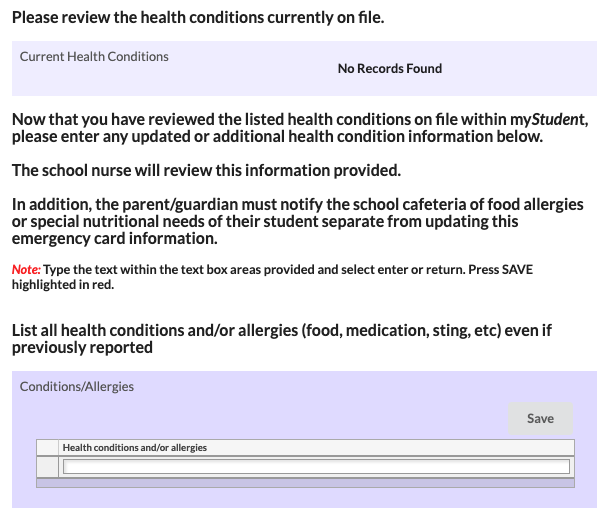 Please review the health conditions currently on file.
Current Health Conditions
No Records Found
Now that you have reviewed the listed health conditions on file within myStudent,
please enter any updated or additional health condition information below.
The school nurse will review this information provided.
In addition, the parent/guardian must notify the school cafeteria of food allergies
or special nutritional needs of their student separate from updating this
emergency card information.
Note: Type the text within the text box areas provided and select enter or return. Press SAVE
highlighted in red.
List all health conditions and/or allergies (food, medication, sting, etc) even if
previously reported
Conditions/Allergies
Save
Health conditions and/or allergies